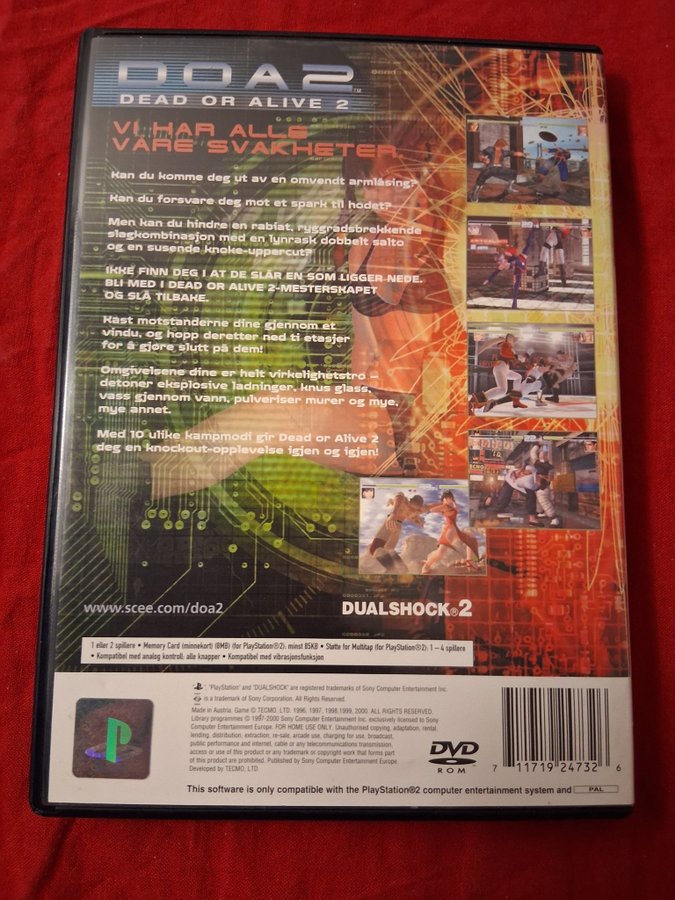 DOA2™
DEAD OR ALIVE 2
VI HAR ALLE
VÅRE SVAKHETER
Kan du komme deg ut av en omvendt armlåsing?
Kan du forsvare deg mot et spark til hodet?
Men kan du hindre en rabiat, ryggradsbrekkende
slagkombinasjon med en lynrask dobbelt salto
og en susende knoke-uppercut?
IKKE FINN DEG I AT DE SLÅR EN SOM LIGGER NEDE.
BLI MED I DEAD OR ALIVE 2-MESTERSKAPET
OG SLÅ TILBAKE.
Kast motstanderne dine gjennom et
vindu, og hopp deretter ned ti etasjer
for å gjøre slutt på dem!
Omgivelsene dine er helt virkelighetstro –
detoner eksplosive ladninger, knus glass,
vass gjennom vann, pulveriser murer og mye,
mye annet.
Med 10 ulike kampmodi gir Dead or Alive 2
deg en knockout-opplevelse igjen og igjen!
www.scee.com/doa2
DUALSHOCK®2
1 eller 2 spillere • Memory Card (minnekort) (8MB) (for PlayStation®2): minst 85KB • Støtte for Multitap (for PlayStation®2): 1 – 4 spillere
• Kompatibel med analog kontroll: alle knapper • Kompatibel med vibrasjonsfunksjon
"PlayStation" and "DUALSHOCK" are registered trademarks of Sony Computer Entertainment Inc.
is a trademark of Sony Corporation. All Rights Reserved.
Made in Austria. Game © TECMO, LTD. 1996, 1997, 1998,1999, 2000. ALL RIGHTS RESERVED.
Library programmes © 1997-2000 Sony Computer Entertainment Inc. exclusively licensed to Sony
Computer Entertainment Europe. FOR HOME USE ONLY. Unauthorised copying, adaptation, rental,
lending, distribution, extraction, re-sale, arcade use, charging for use, broadcast,
public performance and internet, cable or any telecommunications transmission,
access or use of this product or any trademark or copyright work that forms part
of this product are prohibited. Published by Sony Computer Entertainment Europe.
Developed by TECMO, LTD.
DVD
ROM
7 11719 24732 6
This software is only compatible with the PlayStation®2 computer entertainment system and PAL